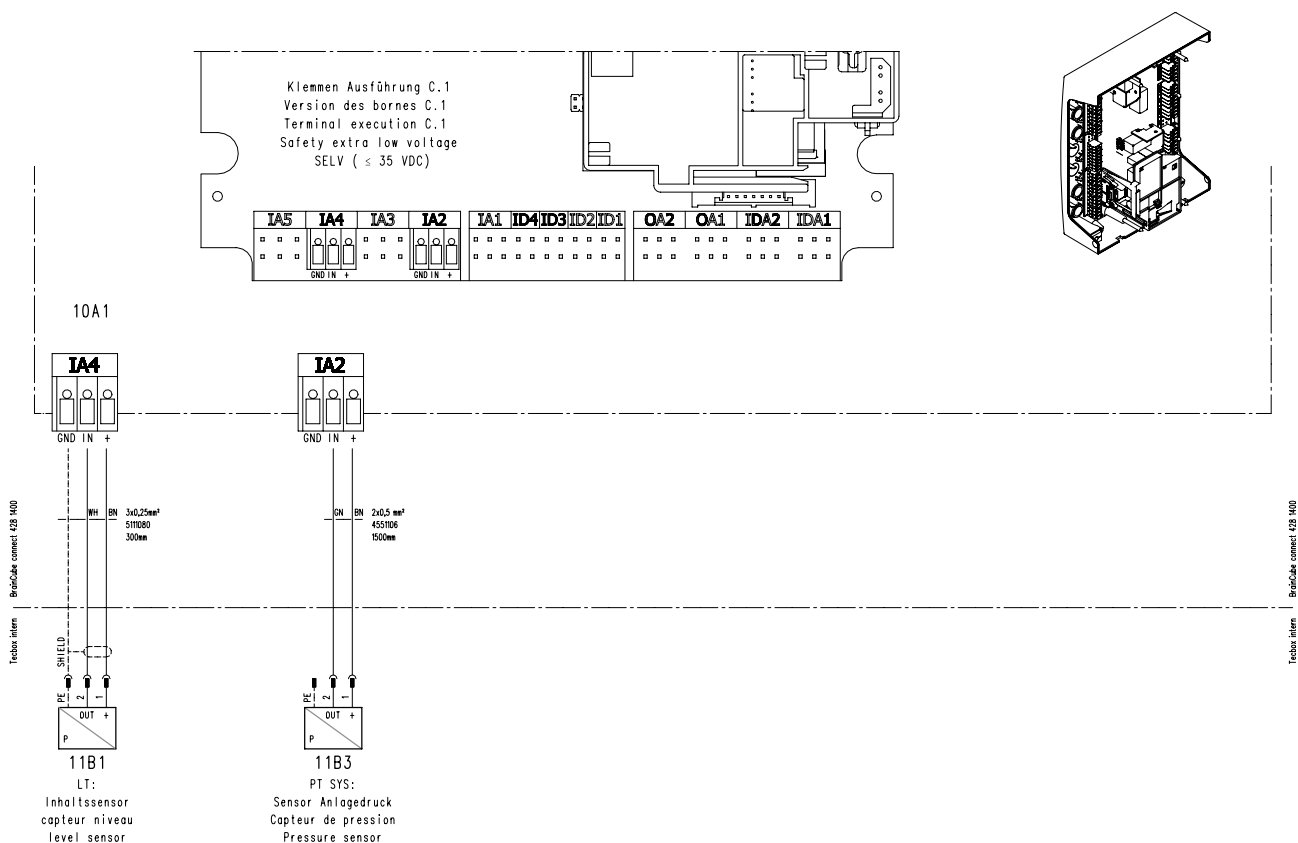 Klemmen Ausführung C.1
Version des bornes C.1
Terminal execution C.1
Safety extra low voltage
SELV ( ≤ 35 VDC)
IA5 IA4 IA3 IA2 IA1 ID4 ID3 ID2 ID1 OA2 OA1 IDA2 IDA1
GND IN + GND IN +
10A1
IA4 IA2
GND IN + GND IN +
WH BN 3x0,25mm²
5111080
300mm
GN BN 2x0,5 mm²
4551106
1500mm
BrainCube connect 428 1400
BrainCube connect 428 1400
Tecbox intern
Tecbox intern
SHIELD
PE 2 1
PE 2 1
OUT +
P
OUT +
P
11B1
LT:
Inhaltssensor
capteur niveau
level sensor
11B3
PT SYS:
Sensor Anlagedruck
Capteur de pression
Pressure sensor